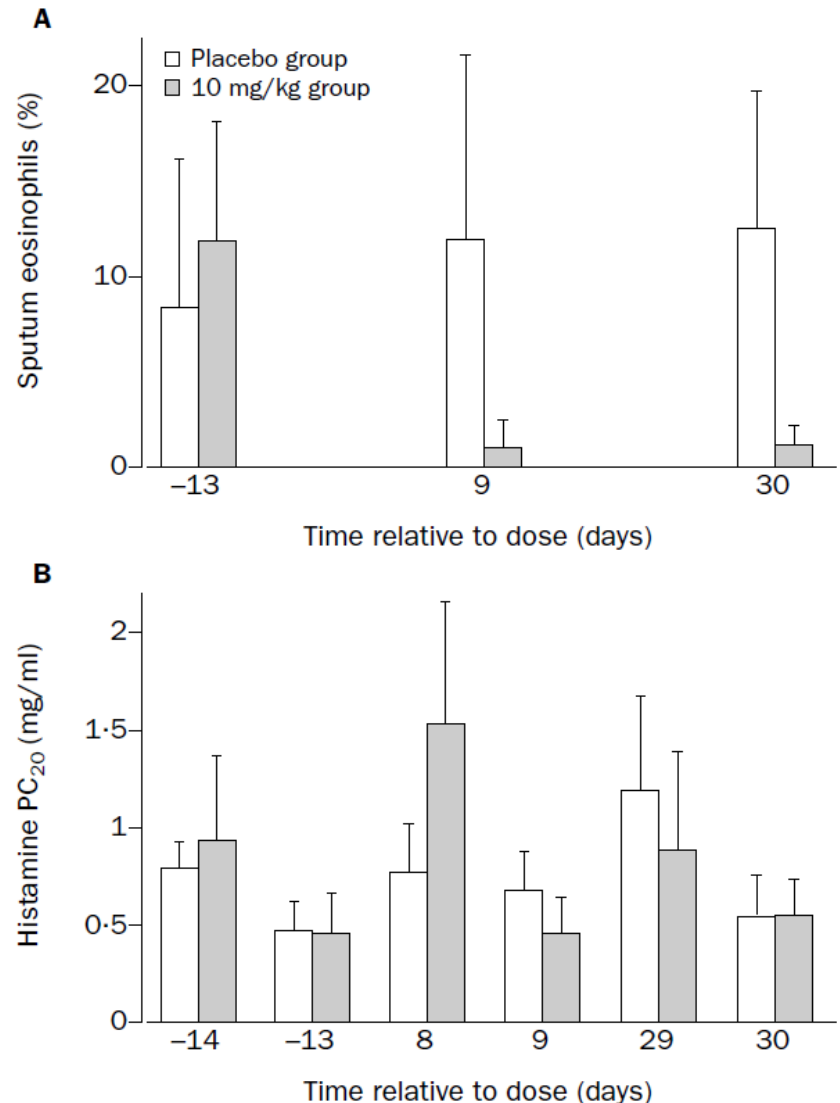 A
Sputum eosinophils (%)
Placebo group
10 mg/kg group
20
10
0
–13 9 30
Time relative to dose (days)
B
Histamine PC20 (mg/ml)
2
1·5
1
0·5
0
–14 –13 8 9 29 30
Time relative to dose (days)